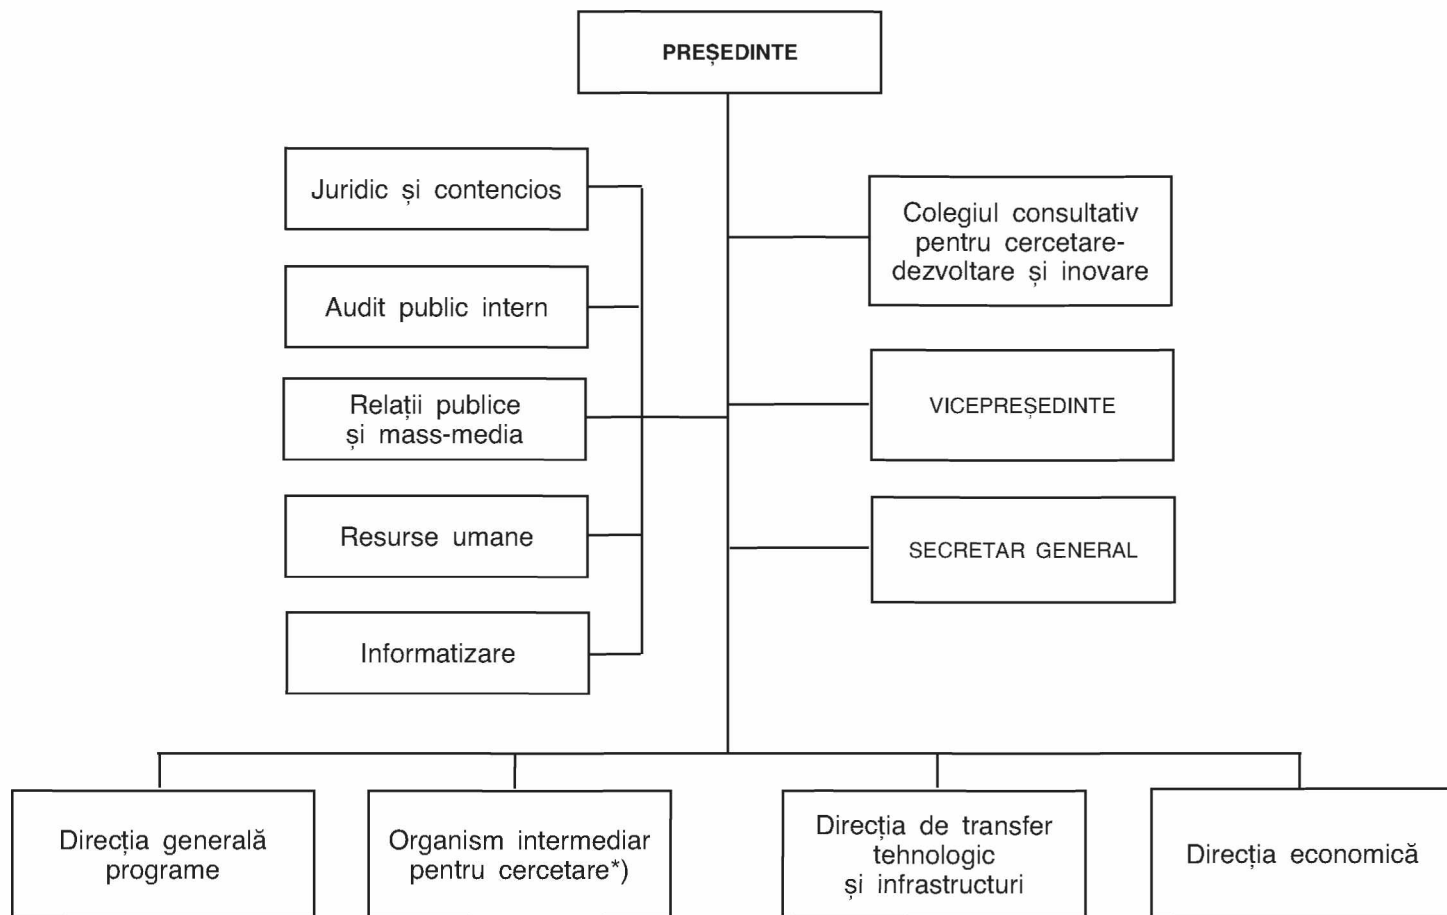 PREȘEDINTE
Juridic și contencios
Audit public intern
Relații publice
și mass-media
Resurse umane
Informatizare
Colegiul consultativ
pentru cercetare-
dezvoltare și inovare
VICEPREȘEDINTE
SECRETAR GENERAL
Direcția generală
programe
Organism intermediar
pentru cercetare*)
Direcția de transfer
tehnologic
și infrastructuri
Direcția economică